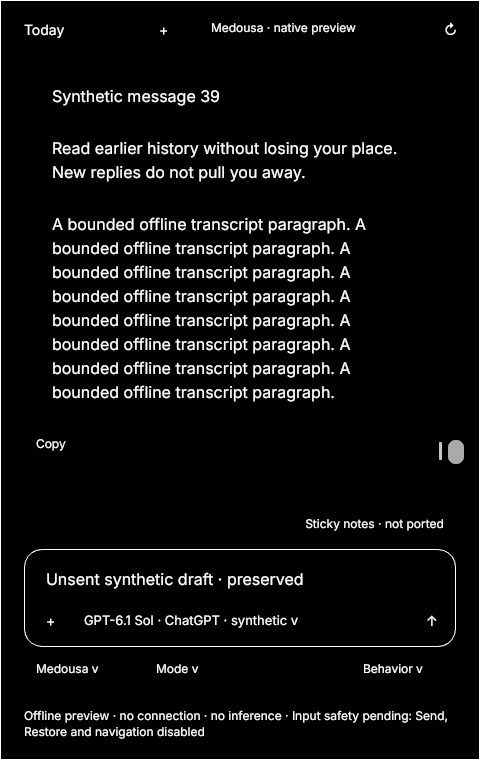 Today + Medousa · native preview ↻
Synthetic message 39
Read earlier history without losing your place.
New replies do not pull you away.
A bounded offline transcript paragraph. A
bounded offline transcript paragraph. A
bounded offline transcript paragraph. A
bounded offline transcript paragraph. A
bounded offline transcript paragraph. A
bounded offline transcript paragraph. A
bounded offline transcript paragraph. A
bounded offline transcript paragraph.
Copy
Sticky notes · not ported
Unsent synthetic draft · preserved
+ GPT-6.1 Sol · ChatGPT · synthetic v ↑
Medousa v Mode v Behavior v
Offline preview · no connection · no inference · Input safety pending: Send,
Restore and navigation disabled